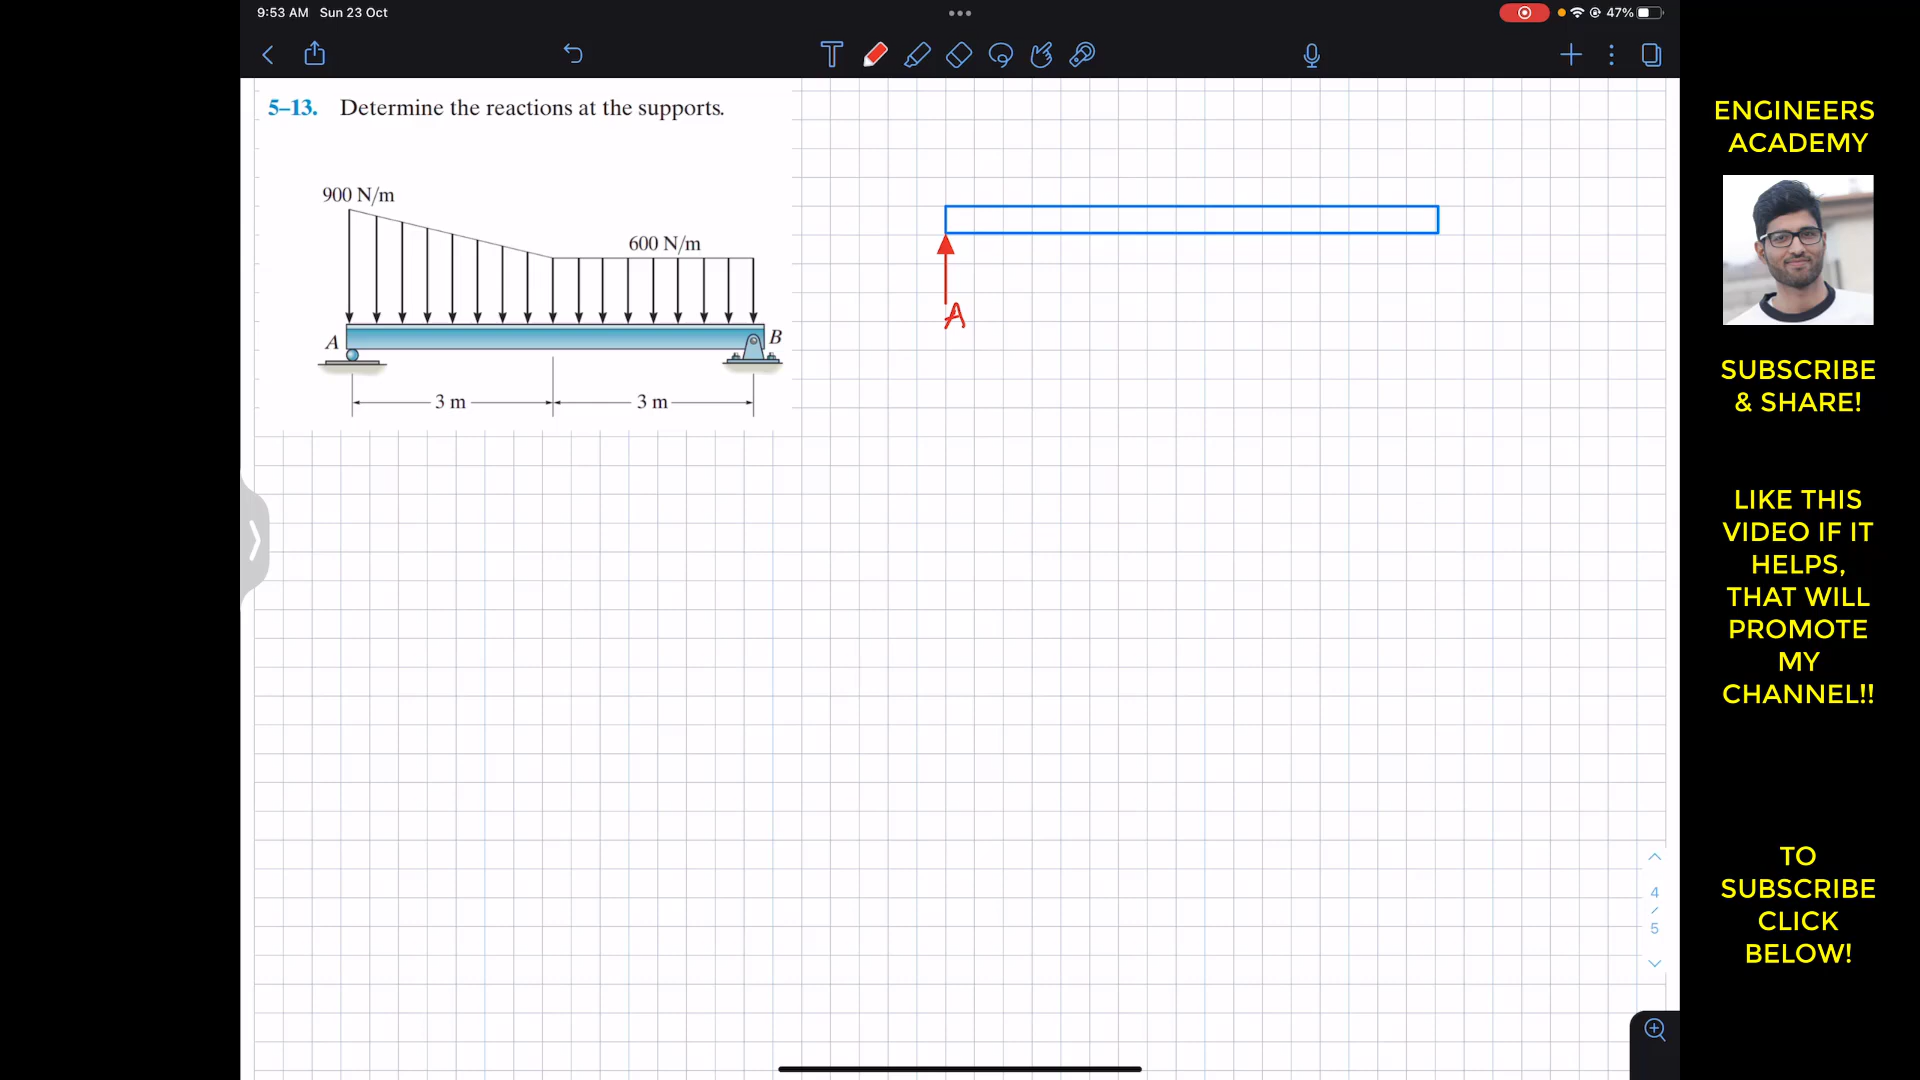 9:53 AM Sun 23 Oct
47%
5–13. Determine the reactions at the supports.
900 N/m
600 N/m
A
B
3 m
3 m
A
4
/
5
ENGINEERS
ACADEMY
SUBSCRIBE
& SHARE!
LIKE THIS
VIDEO IF IT
HELPS,
THAT WILL
PROMOTE
MY
CHANNEL!!
TO
SUBSCRIBE
CLICK
BELOW!